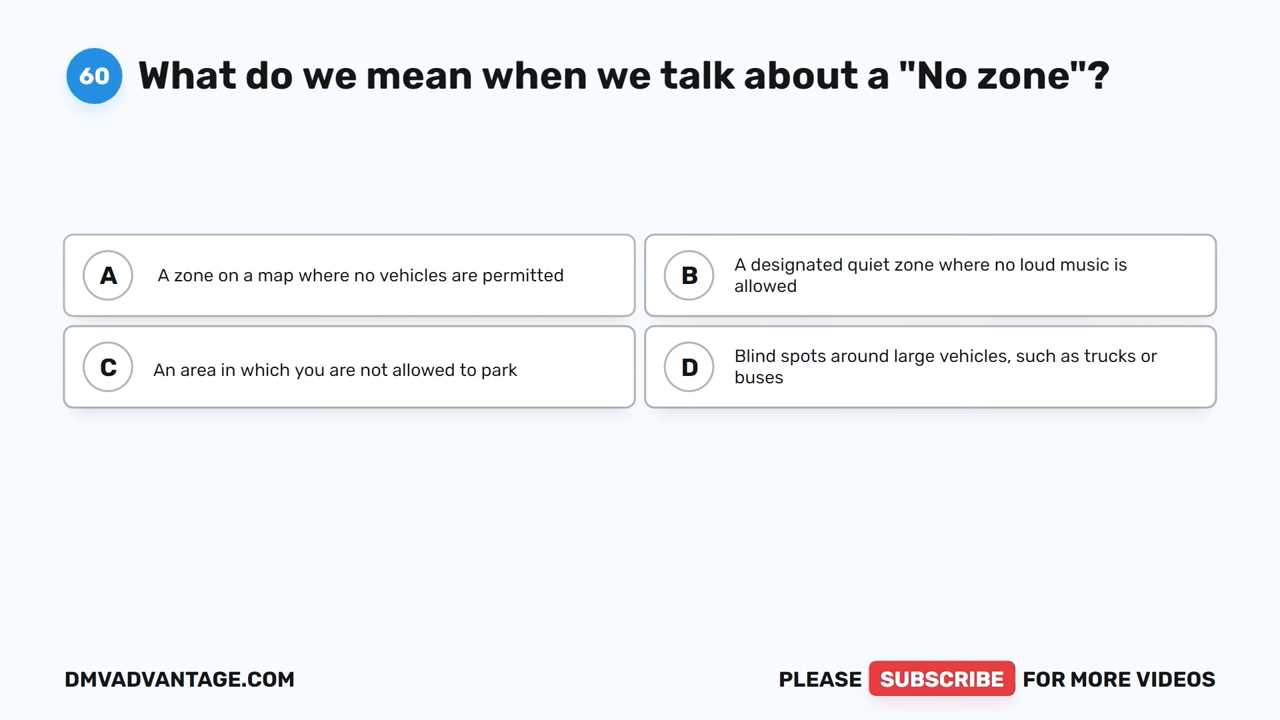 60 What do we mean when we talk about a "No zone"?
A A zone on a map where no vehicles are permitted
B A designated quiet zone where no loud music is
allowed
C An area in which you are not allowed to park
D Blind spots around large vehicles, such as trucks or
buses
DMVADVANTAGE.COM
PLEASE SUBSCRIBE FOR MORE VIDEOS